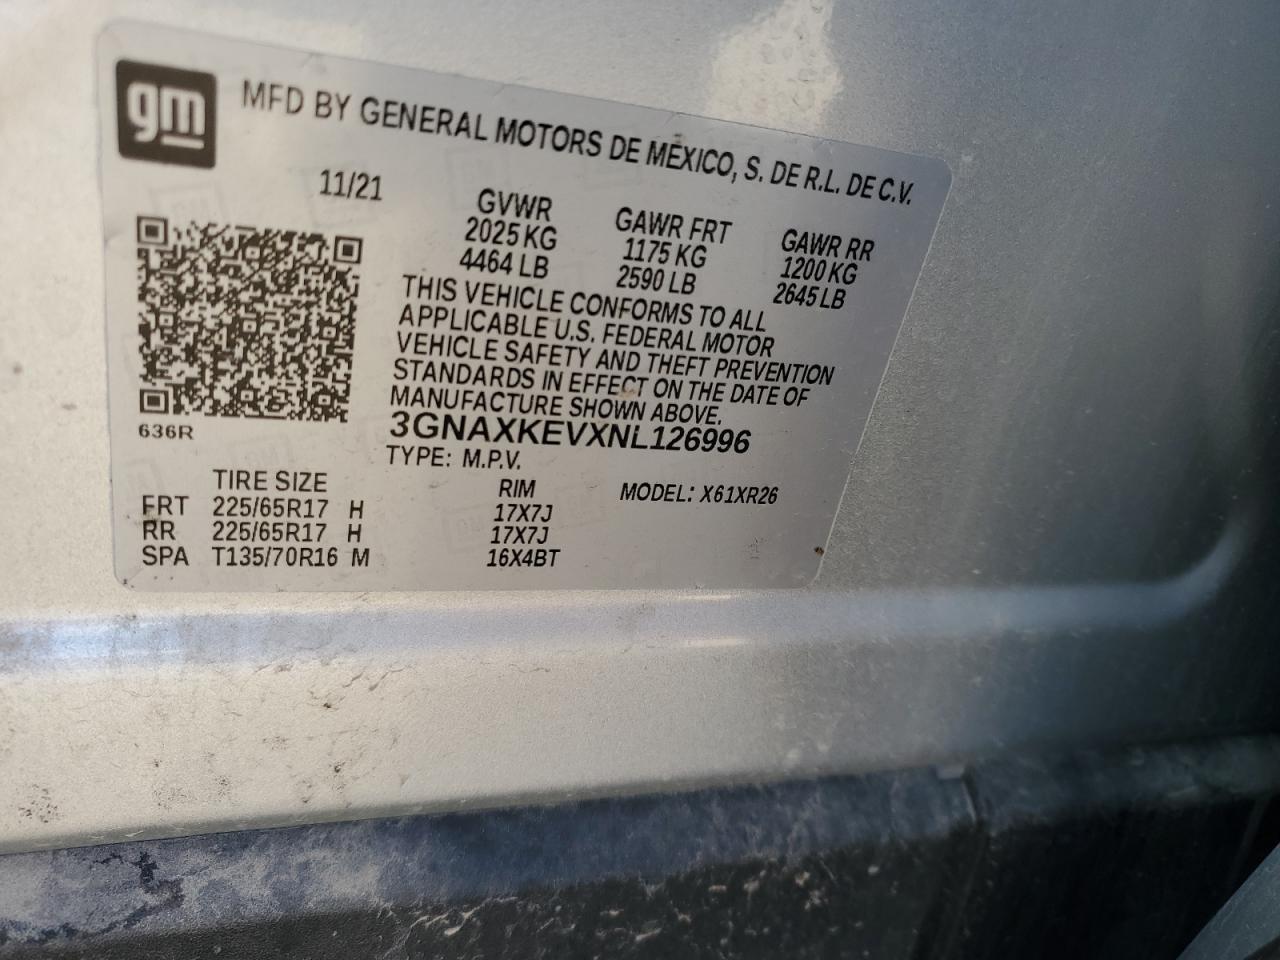 gm
MFD BY GENERAL MOTORS DE MEXICO, S. DE R.L. DE C.V.
11/21
GVWR GAWR FRT GAWR RR
2025 KG 1175 KG 1200 KG
4464 LB 2590 LB 2645 LB
THIS VEHICLE CONFORMS TO ALL
APPLICABLE U.S. FEDERAL MOTOR
VEHICLE SAFETY AND THEFT PREVENTION
STANDARDS IN EFFECT ON THE DATE OF
MANUFACTURE SHOWN ABOVE.
636R
3GNAXKEVXNL126996
TYPE: M.P.V.
MODEL: X61XR26
TIRE SIZE RIM
FRT 225/65R17 H 17X7J
RR 225/65R17 H 17X7J
SPA T135/70R16 M 16X4BT